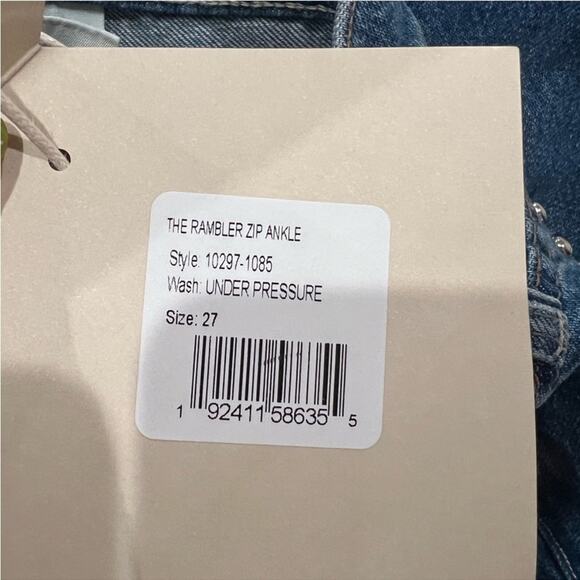 THE RAMBLER ZIP ANKLE
Style: 10297-1085
Wash: UNDER PRESSURE
Size: 27
1 92411 58635 5